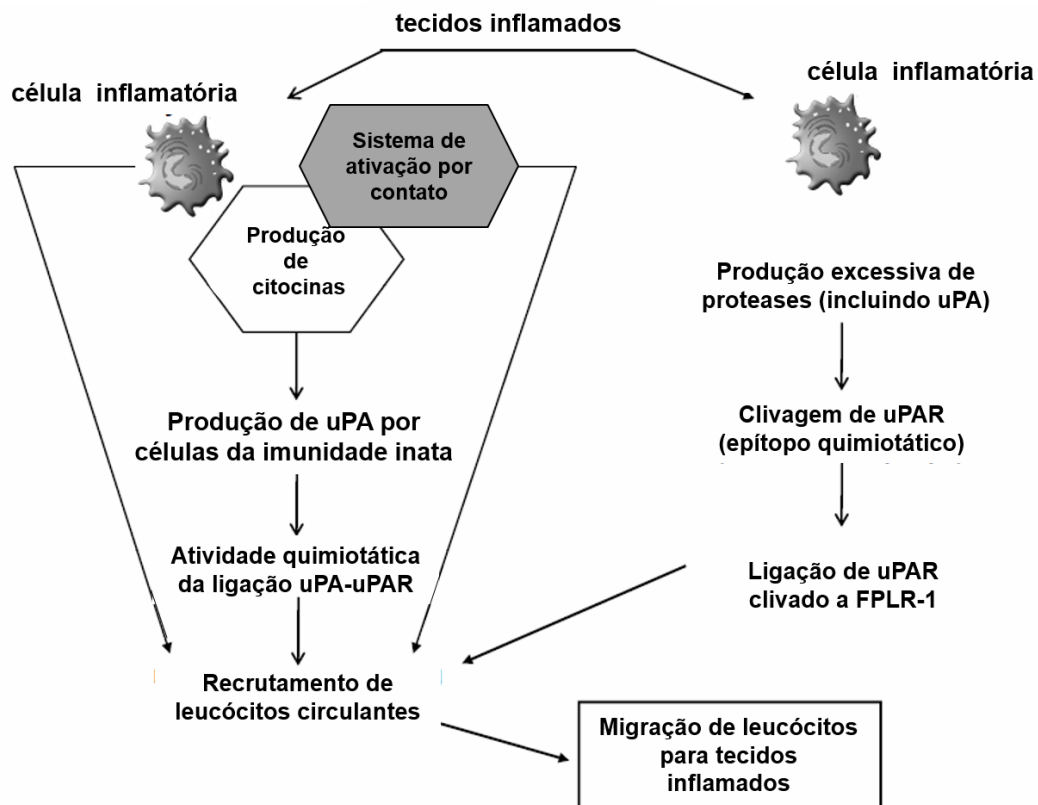 tecidos inflamados
célula inflamatória
célula inflamatória
Sistema de
ativação por
contato
Produção
de
citocinas
Produção excessiva de
proteases (incluindo uPA)
Produção de uPA por
células da imunidade inata
Clivagem de uPAR
(epítopo quimiotático)
Atividade quimiotática
da ligação uPA-uPAR
Ligação de uPAR
clivado a FPLR-1
Recrutamento de
leucócitos circulantes
Migração de leucócitos
para tecidos
inflamados